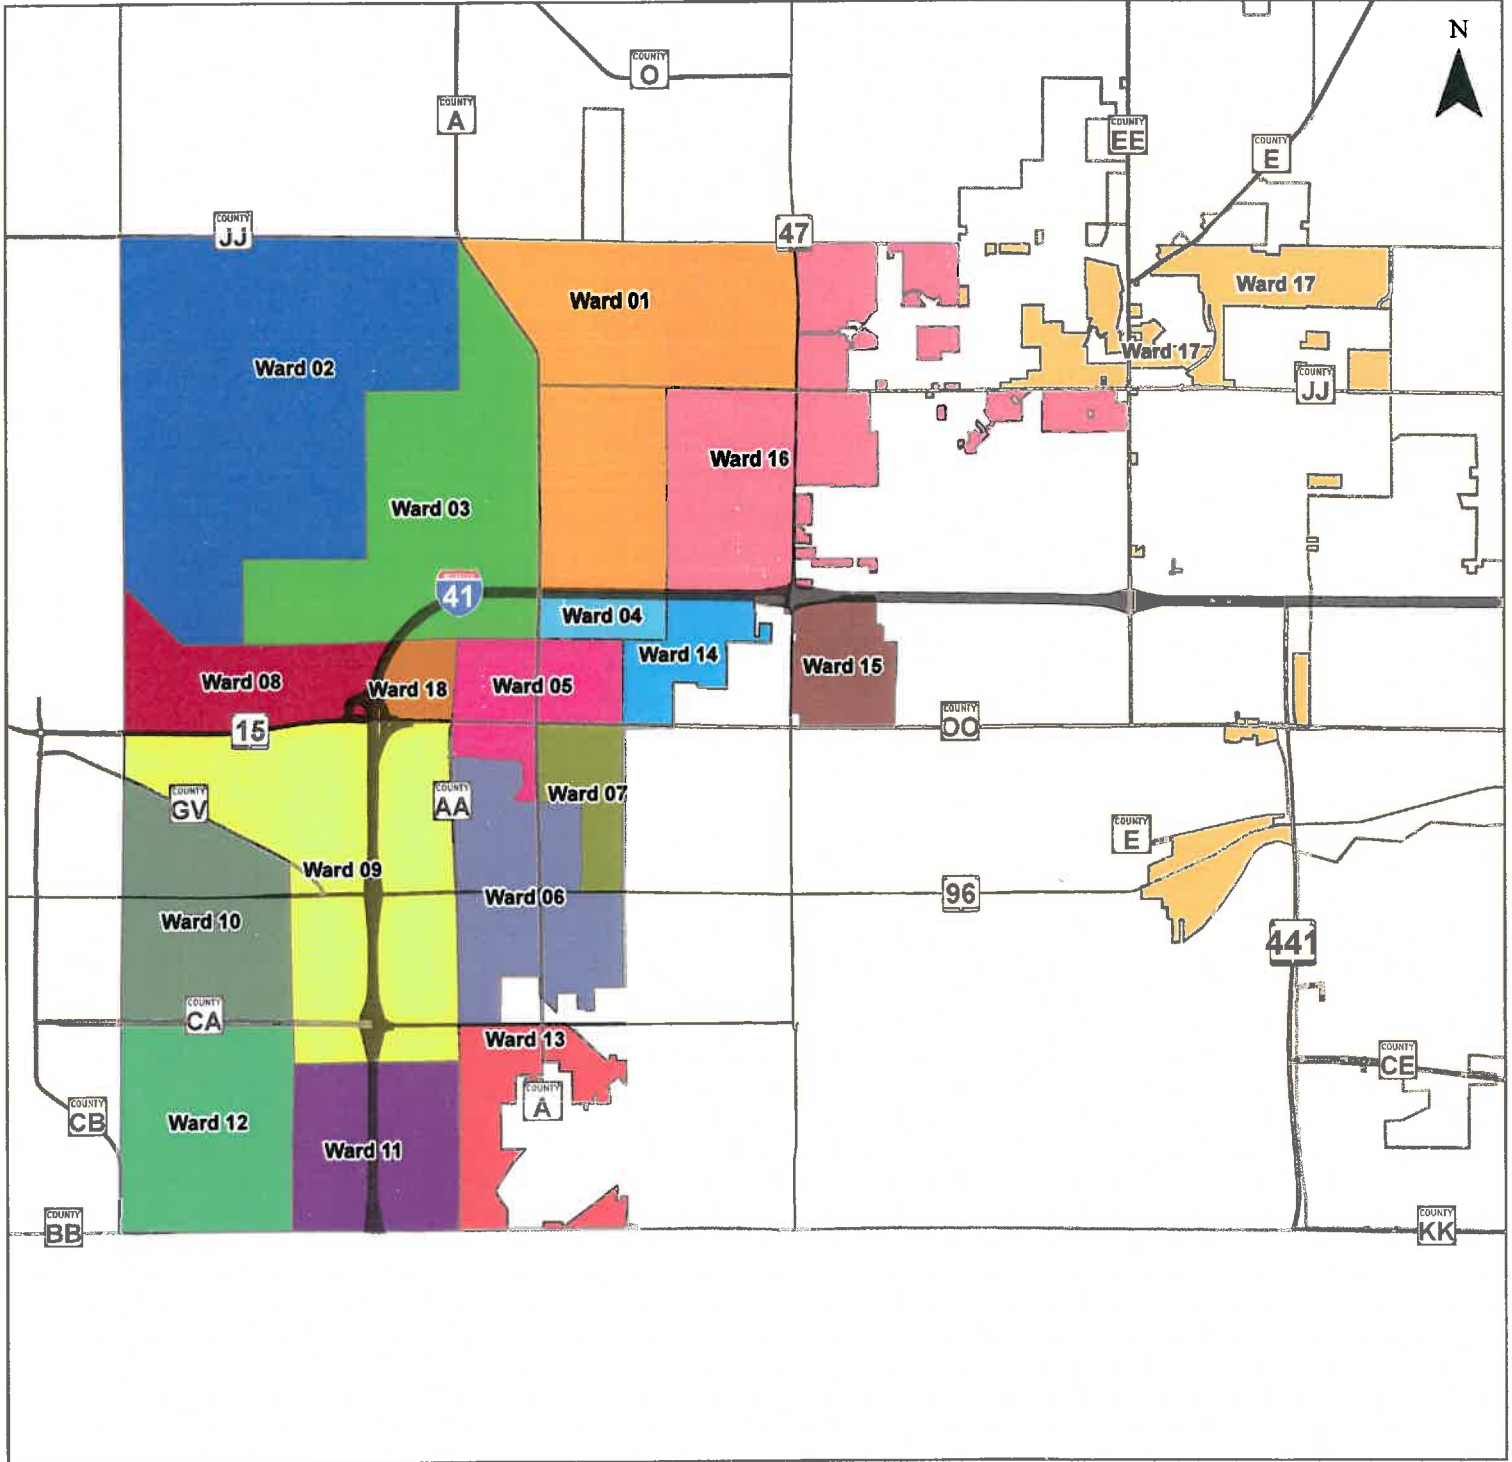 N
COUNTY
O
COUNTY
A
COUNTY
EE
COUNTY
E
COUNTY
JJ
47
Ward 01
Ward 17
Ward 02
Ward 17
COUNTY
JJ
Ward 16
Ward 03
41
Ward 04
Ward 14
Ward 15
Ward 08
Ward 18
Ward 05
15
COUNTY
OO
COUNTY
GV
COUNTY
AA
Ward 07
COUNTY
E
Ward 09
Ward 06
96
Ward 10
441
COUNTY
CA
Ward 13
COUNTY
CE
COUNTY
A
COUNTY
CB
Ward 12
Ward 11
COUNTY
BB
COUNTY
KK